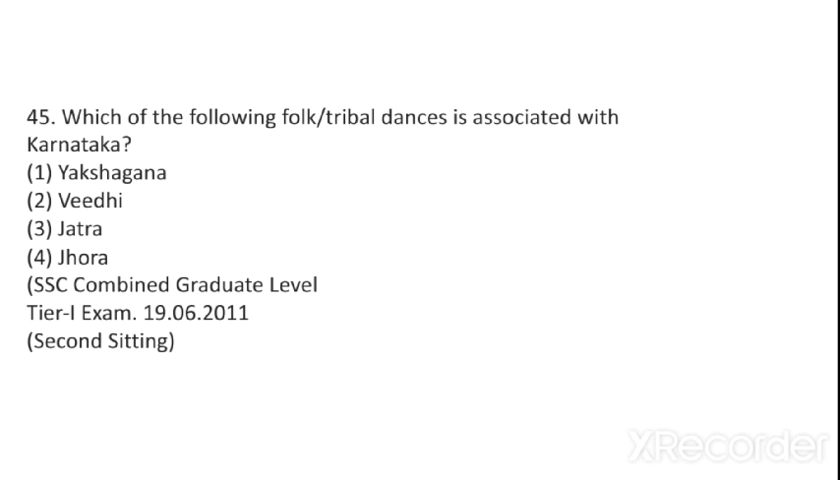 45. Which of the following folk/tribal dances is associated with
Karnataka?
(1) Yakshagana
(2) Veedhi
(3) Jatra
(4) Jhora
(SSC Combined Graduate Level
Tier-I Exam. 19.06.2011
(Second Sitting)
XRecorder